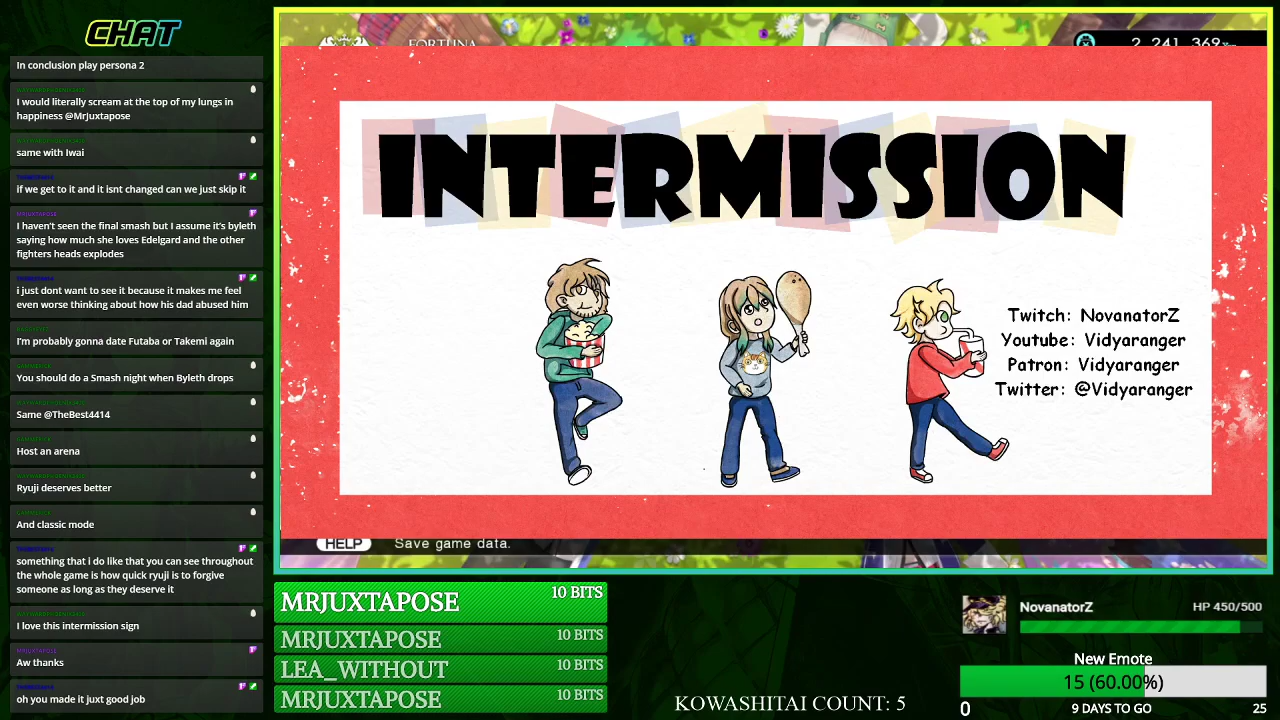 CHAT
In conclusion play persona 2
I would literally scream at the top of my lungs in
happiness @MrJuxtapose
same with Iwai
if we get to it and it isnt changed can we just skip it
MRJUXTAPOSE
I haven't seen the final smash but I assume it's byleth
saying how much she loves Edelgard and the other
fighters heads explodes
i just dont want to see it because it makes me feel
even worse thinking about how his dad abused him
I'm probably gonna date Futaba or Takemi again
You should do a Smash night when Byleth drops
Same @TheBest4414
Host an arena
Ryuji deserves better
And classic mode
something that i do like that you can see throughout
the whole game is how quick ryuji is to forgive
someone as long as they deserve it
I love this intermission sign
MRJUXTAPOSE
Aw thanks
oh you made it juxt good job
FORTUNA
2,241,369
INTERMISSION
Twitch: NovanatorZ
Youtube: Vidyaranger
Patron: Vidyaranger
Twitter: @Vidyaranger
HELP Save game data.
MRJUXTAPOSE 10 BITS
MRJUXTAPOSE 10 BITS
LEA_WITHOUT 10 BITS
MRJUXTAPOSE 10 BITS
KOWASHITAI COUNT: 5
NovanatorZ HP 450/500
New Emote
15 (60.00%)
0 9 DAYS TO GO 25